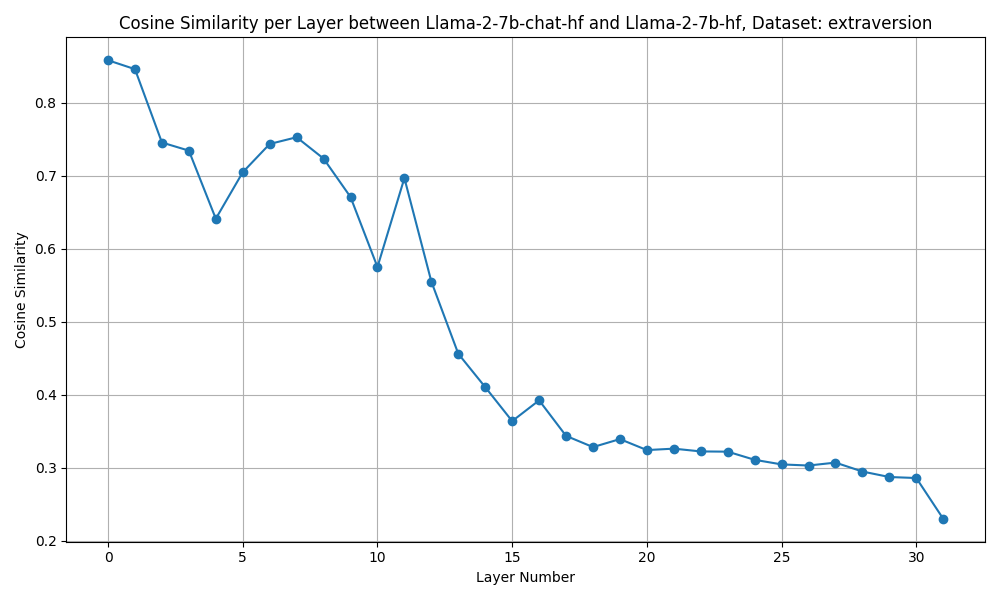 Cosine Similarity per Layer between Llama-2-7b-chat-hf and Llama-2-7b-hf, Dataset: extraversion
Cosine Similarity
0.8
0.7
0.6
0.5
0.4
0.3
0.2
0 5 10 15 20 25 30
Layer Number